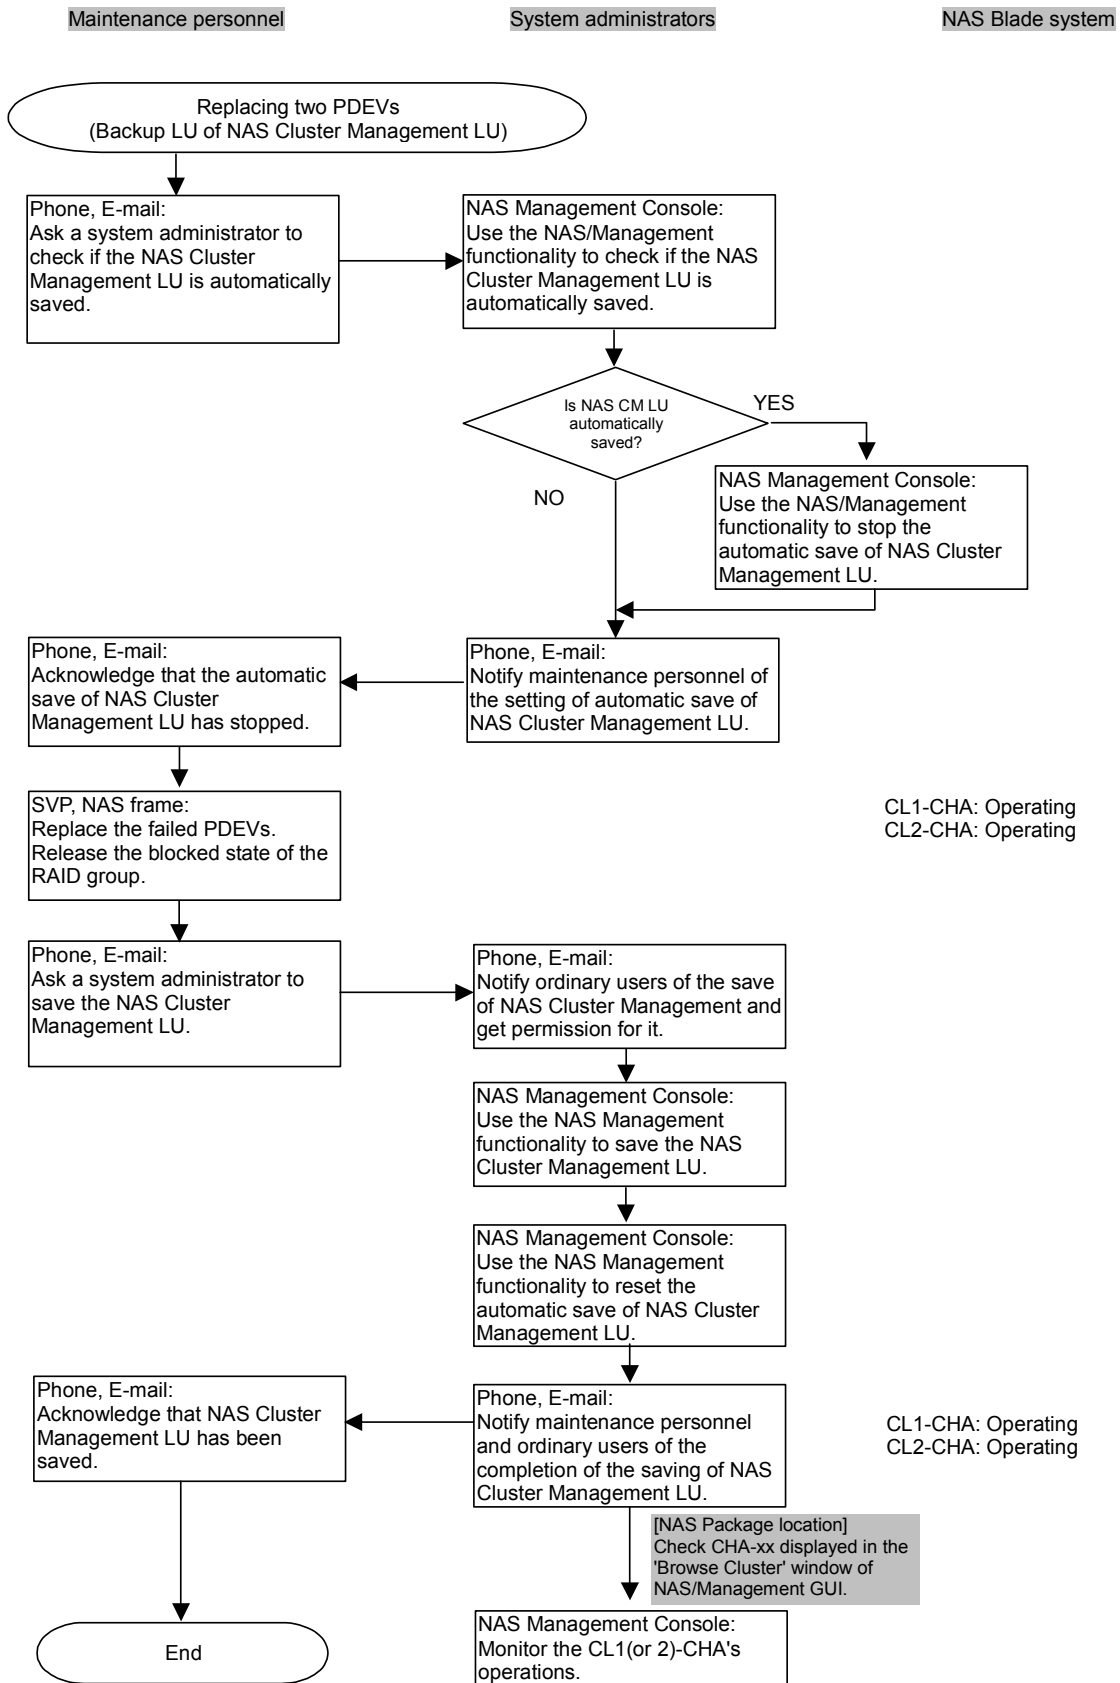 Maintenance personnel
System administrators
NAS Blade system
Replacing two PDEVs
(Backup LU of NAS Cluster Management LU)
Phone, E-mail:
Ask a system administrator to
check if the NAS Cluster
Management LU is automatically
saved.
NAS Management Console:
Use the NAS/Management
functionality to check if the NAS
Cluster Management LU is
automatically saved.
Is NAS CM LU
automatically
saved?
YES
NO
NAS Management Console:
Use the NAS/Management
functionality to stop the
automatic save of NAS Cluster
Management LU.
Phone, E-mail:
Notify maintenance personnel of
the setting of automatic save of
NAS Cluster Management LU.
Phone, E-mail:
Acknowledge that the automatic
save of NAS Cluster
Management LU has stopped.
SVP, NAS frame:
Replace the failed PDEVs.
Release the blocked state of the
RAID group.
CL1-CHA: Operating
CL2-CHA: Operating
Phone, E-mail:
Ask a system administrator to
save the NAS Cluster
Management LU.
Phone, E-mail:
Notify ordinary users of the save
of NAS Cluster Management and
get permission for it.
NAS Management Console:
Use the NAS Management
functionality to save the NAS
Cluster Management LU.
NAS Management Console:
Use the NAS Management
functionality to reset the
automatic save of NAS Cluster
Management LU.
Phone, E-mail:
Notify maintenance personnel
and ordinary users of the
completion of the saving of NAS
Cluster Management LU.
Phone, E-mail:
Acknowledge that NAS Cluster
Management LU has been
saved.
CL1-CHA: Operating
CL2-CHA: Operating
[NAS Package location]
Check CHA-xx displayed in the
'Browse Cluster' window of
NAS/Management GUI.
NAS Management Console:
Monitor the CL1(or 2)-CHA's
operations.
End